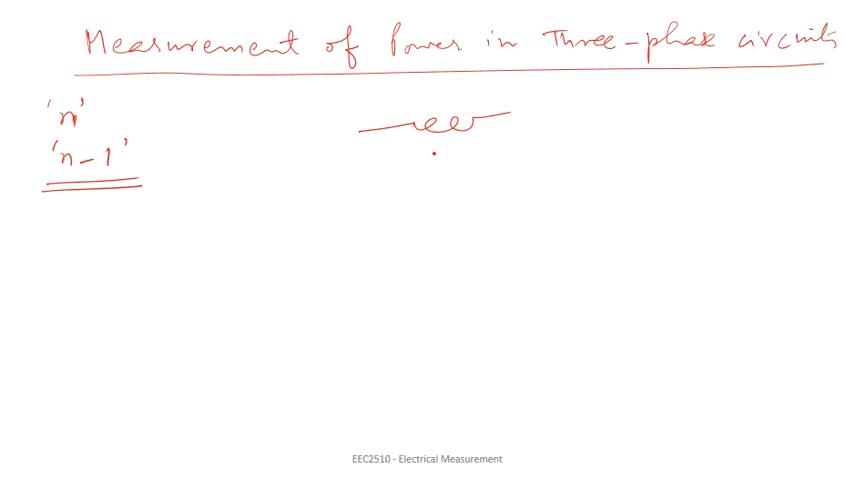 Measurement of Power in Three-phase circuits
'n'
'n-1'
EEC2510 - Electrical Measurement